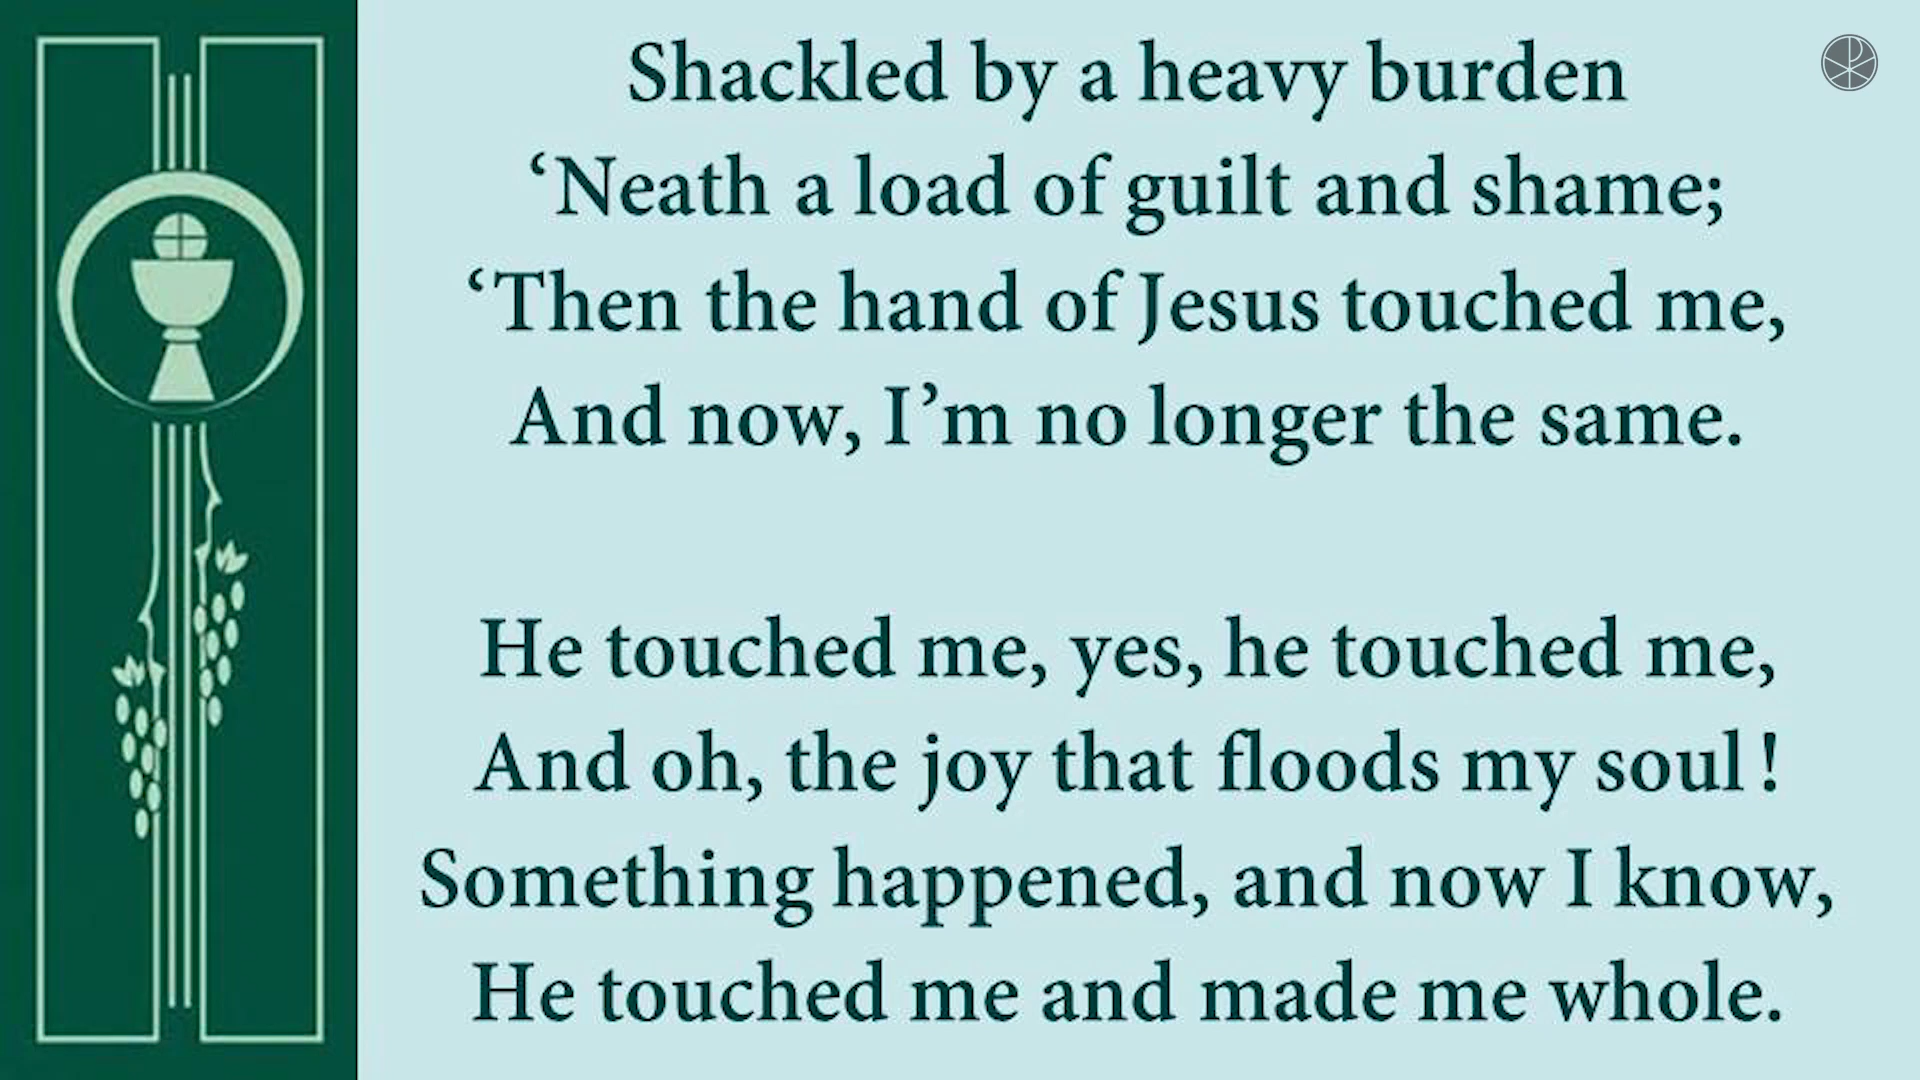 Shackled by a heavy burden
‘Neath a load of guilt and shame;
‘Then the hand of Jesus touched me,
And now, I’m no longer the same.
He touched me, yes, he touched me,
And oh, the joy that floods my soul!
Something happened, and now I know,
He touched me and made me whole.